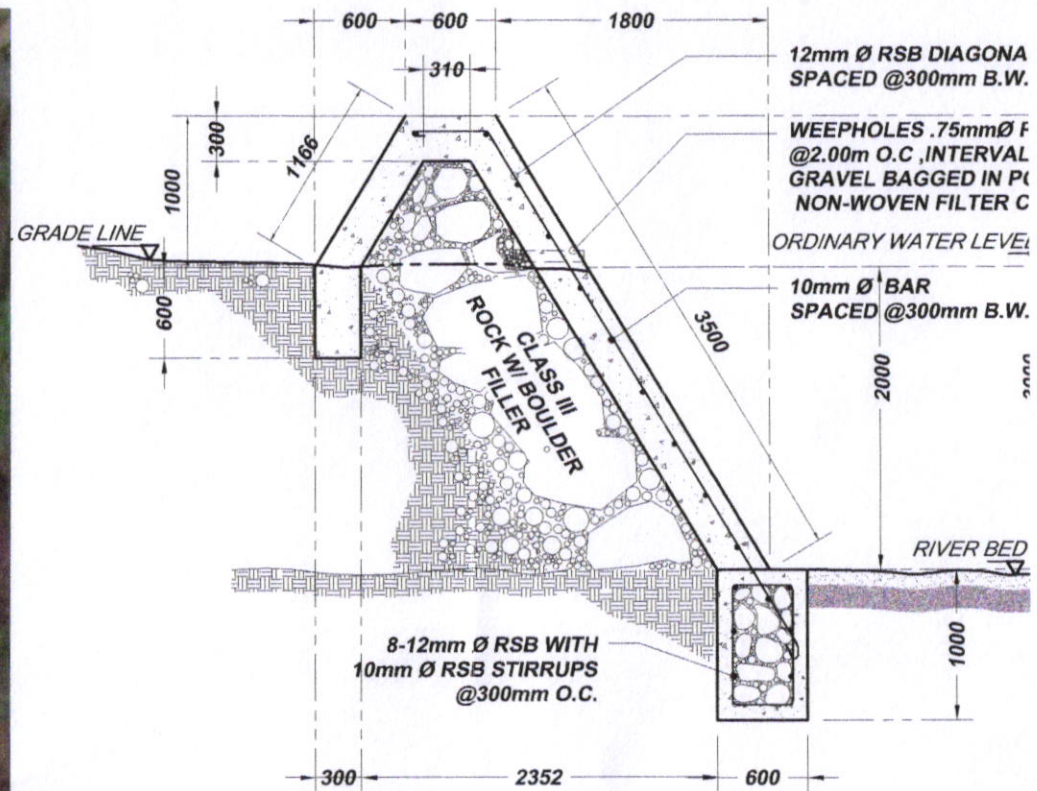 600
600
1800
310
12mm Ø RSB DIAGONA
SPACED @300mm B.W.
300
1166
1000
WEEPHOLES .75mmØ
@2.00m O.C ,INTERVAL
GRAVEL BAGGED IN
NON-WOVEN FILTER C
GRADE LINE
ORDINARY WATER LEVEL
600
10mm Ø BAR
SPACED @300mm B.W.
3500
2000
CLASS III
ROCK W/ BOULDER
FILLER
RIVER BED
8-12mm Ø RSB WITH
10mm Ø RSB STIRRUPS
@300mm O.C.
1000
300
2352
600